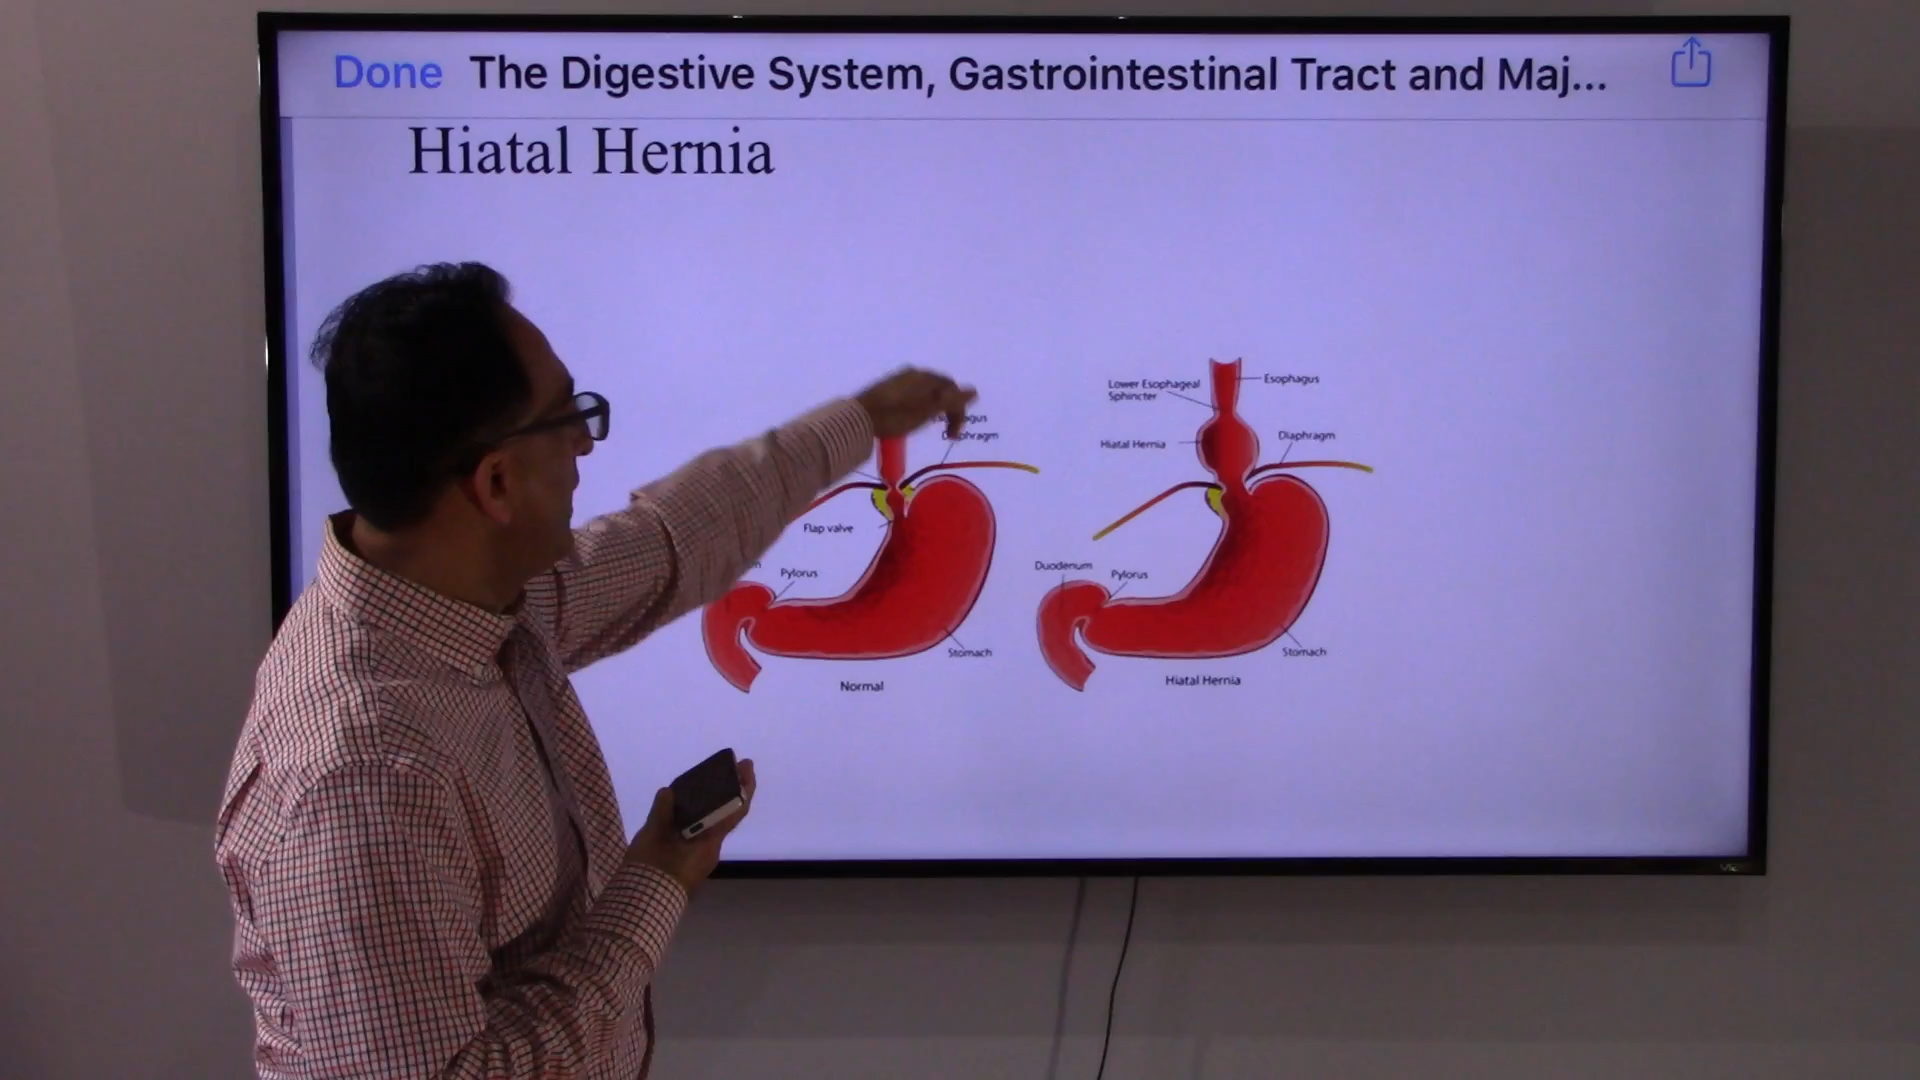 Done The Digestive System, Gastrointestinal Tract and Maj...
Hiatal Hernia
Diaphragm
Flap valve
Pylorus
Stomach
Normal
Lower Esophageal
Sphincter
Esophagus
Hiatal Hernia
Diaphragm
Duodenum
Pylorus
Stomach
Hiatal Hernia